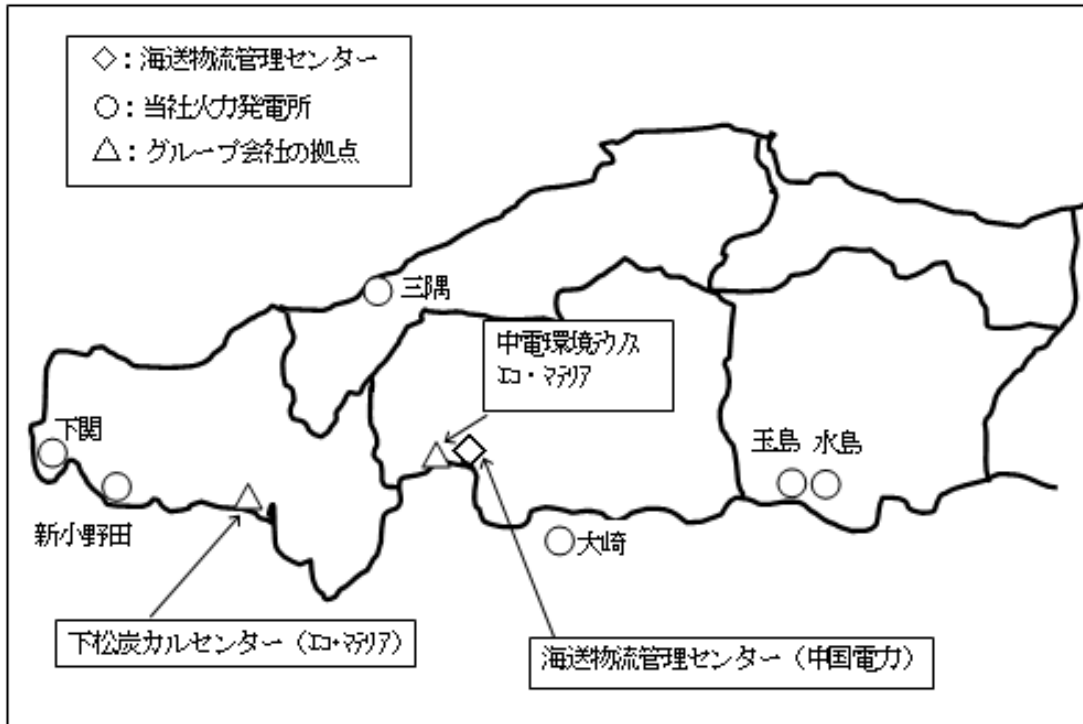 ◇：海送物流管理センター
○：当社火力発電所
△：グループ会社の拠点
三隅
中電環境テクノス
エコ・マテリア
下関
玉島 水島
新小野田
大崎
下松炭カルセンター（エコ・マテリア）
海送物流管理センター（中国電力）